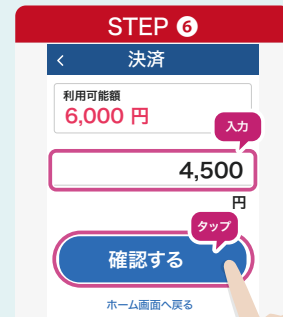 STEP ❻
< 決済
利用可能額
6,000 円
入力
4,500
円
タップ
確認する
ホーム画面へ戻る